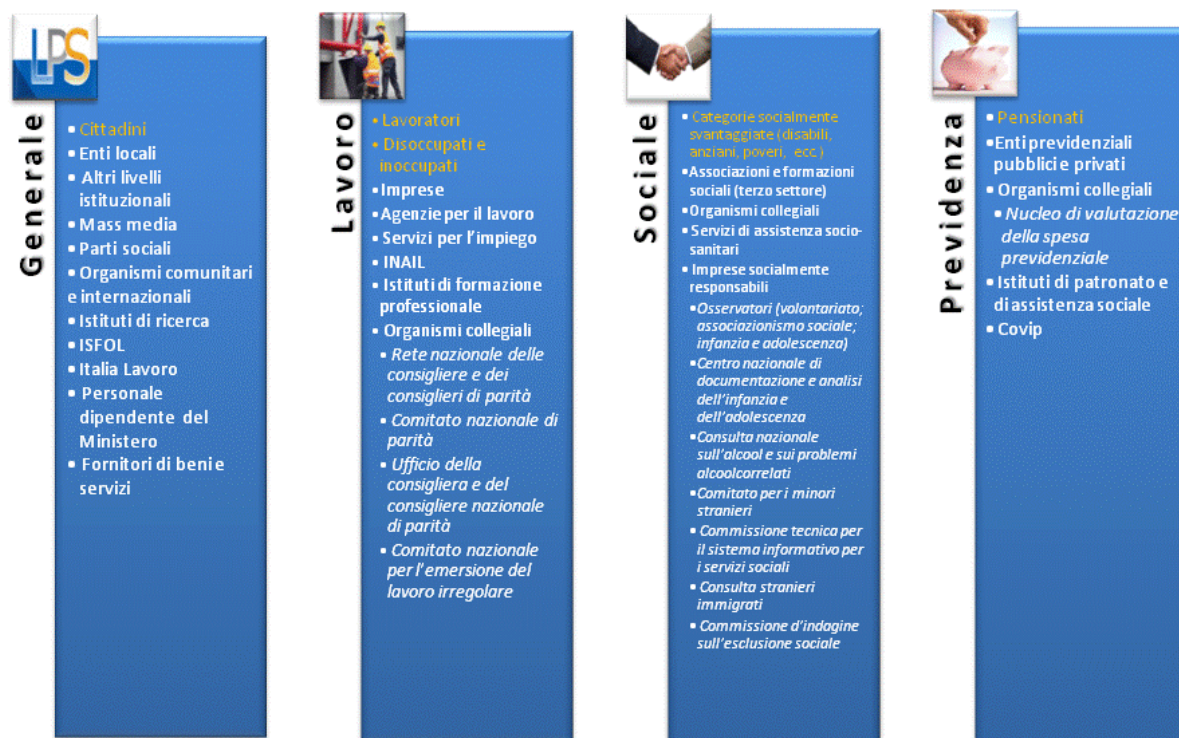 LPS
Generale
▪ Cittadini
▪ Enti locali
▪ Altri livelli
istituzionali
▪ Mass media
▪ Parti sociali
▪ Organismi comunitari
e internazionali
▪ Istituti di ricerca
▪ ISFOL
▪ Italia Lavoro
▪ Personale
dipendente del
Ministero
▪ Fornitori di beni e
servizi
Lavoro
▪ Lavoratori
▪ Disoccupati e
inoccupati
▪ Imprese
▪ Agenzie per il lavoro
▪ Servizi per l'impiego
▪ INAIL
▪ Istituti di formazione
professionale
▪ Organismi collegiali
▪ Rete nazionale delle
consigliere e dei
consiglieri di parità
▪ Comitato nazionale di
parità
▪ Ufficio della
consigliera e del
consigliere nazionale
di parità
▪ Comitato nazionale
per l'emersione del
lavoro irregolare
Sociale
▪ Categorie socialmente
svantaggiate (disabili,
anziani, poveri, ecc.)
▪ Associazioni e formazioni
sociali (terzo settore)
▪ Organismi collegiali
▪ Servizi di assistenza socio-
sanitari
▪ Imprese socialmente
responsabili
▪ Osservatori (volontariato;
associazionismo sociale;
infanzia e adolescenza)
▪ Centro nazionale di
documentazione e analisi
dell'infanzia e
dell'adolescenza
▪ Consulta nazionale
sull'alcool e sui problemi
alcoolcorrelati
▪ Comitato per i minori
stranieri
▪ Commissione tecnica per
il sistema informativo per
i servizi sociali
▪ Consulta stranieri
immigrati
▪ Commissione d'indagine
sull'esclusione sociale
Previdenza
▪ Pensionati
▪ Enti previdenziali
pubblici e privati
▪ Organismi collegiali
▪ Nucleo di valutazione
della spesa
previdenziale
▪ Istituti di patronato e
di assistenza sociale
▪ Covip